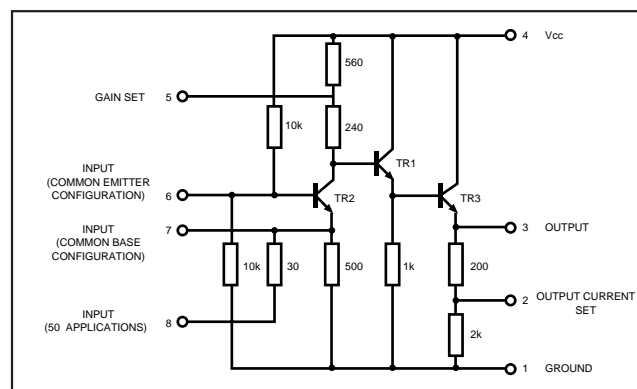 4 Vcc
560
GAIN SET 5
10k
240
TR1
INPUT
(COMMON EMITTER
CONFIGURATION) 6
TR2
TR3
INPUT 7
(COMMON BASE
CONFIGURATION)
3 OUTPUT
10k
30
500
1k
200
2 OUTPUT CURRENT
SET
INPUT
(50 APPLICATIONS) 8
2k
1 GROUND